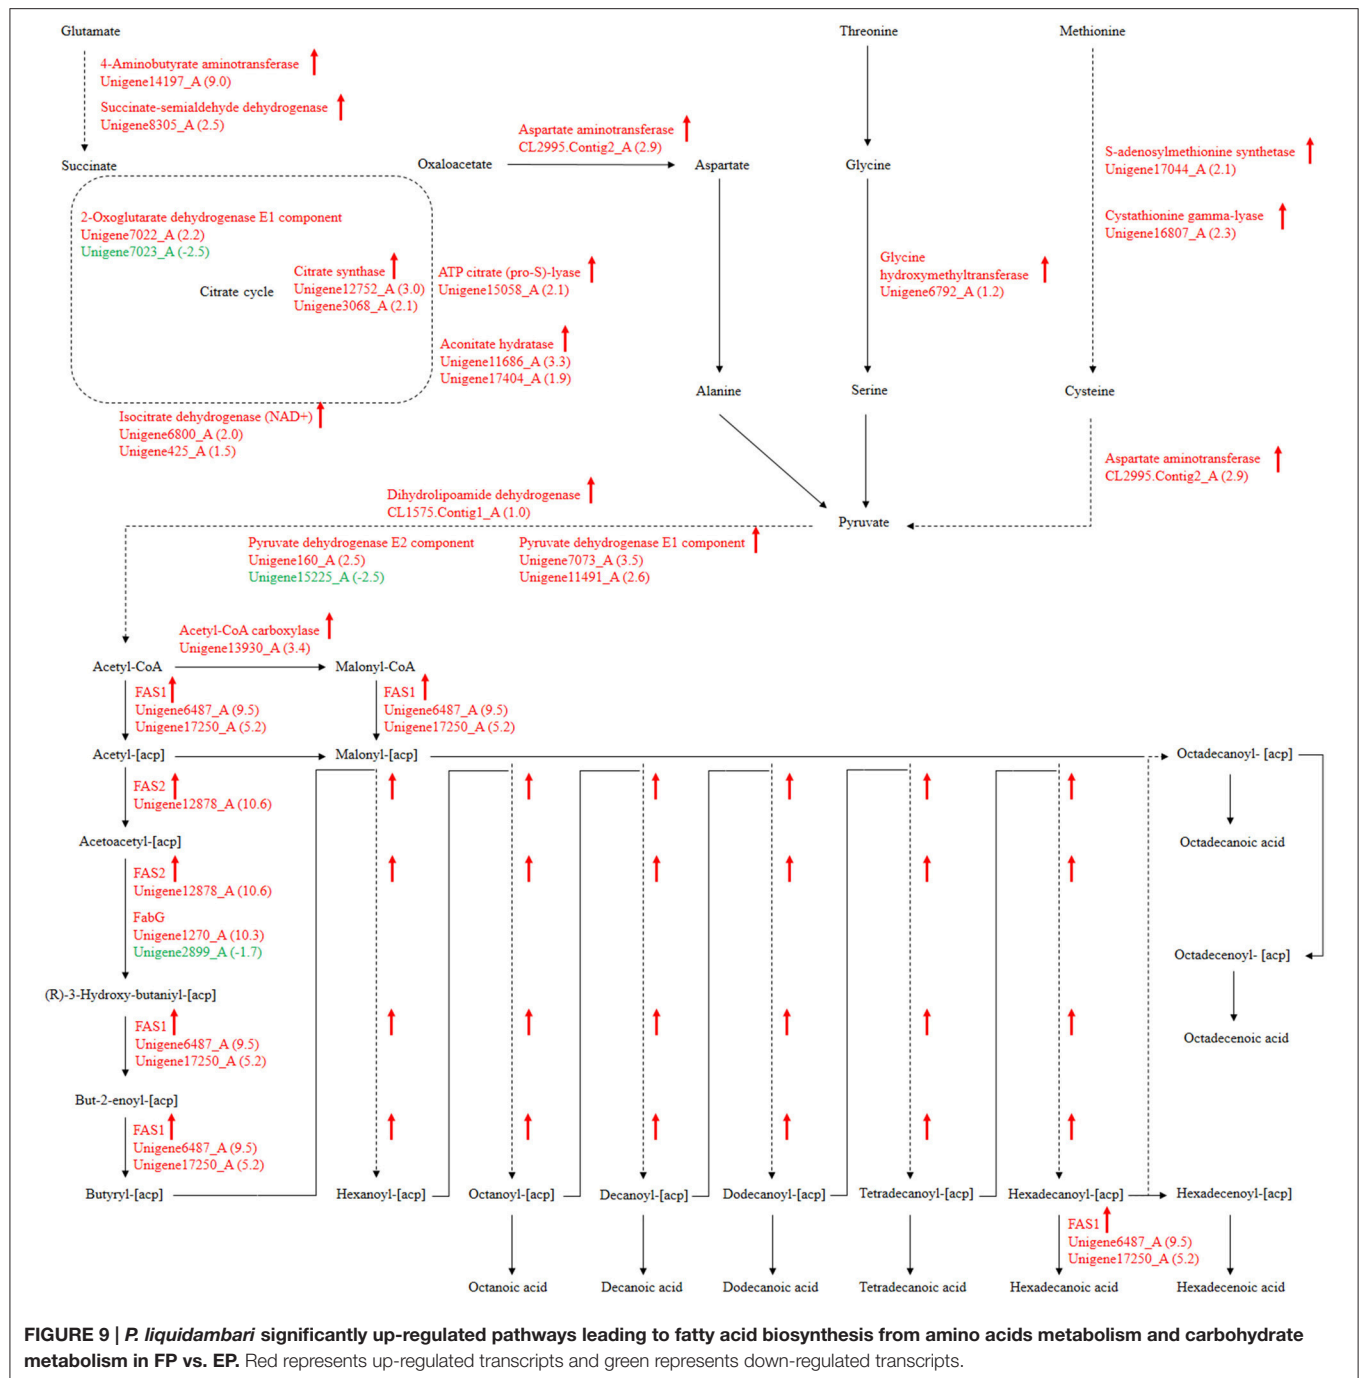 Glutamate
Threonine
Methionine
4-Aminobutyrate aminotransferase
Unigene14197_A (9.0)
Succinate-semialdehyde dehydrogenase
Unigene8305_A (2.5)
Aspartate aminotransferase
CL2995.Contig2_A (2.9)
Succinate
Oxaloacetate
Aspartate
Glycine
S-adenosylmethionine synthetase
Unigene17044_A (2.1)
2-Oxoglutarate dehydrogenase E1 component
Unigene7022_A (2.2)
Unigene7023_A (-2.5)
Cystathionine gamma-lyase
Unigene16807_A (2.3)
Citrate cycle
Citrate synthase
Unigene12752_A (3.0)
Unigene3068_A (2.1)
ATP citrate (pro-S)-lyase
Unigene15058_A (2.1)
Glycine
hydroxymethyltransferase
Unigene6792_A (1.2)
Aconitate hydratase
Unigene11686_A (3.3)
Unigene17404_A (1.9)
Alanine
Serine
Cysteine
Isocitrate dehydrogenase (NAD+)
Unigene6800_A (2.0)
Unigene425_A (1.5)
Aspartate aminotransferase
CL2995.Contig2_A (2.9)
Dihydrolipoamide dehydrogenase
CL1575.Contig1_A (1.0)
Pyruvate
Pyruvate dehydrogenase E2 component
Unigene160_A (2.5)
Unigene15225_A (-2.5)
Pyruvate dehydrogenase E1 component
Unigene7073_A (3.5)
Unigene11491_A (2.6)
Acetyl-CoA carboxylase
Unigene13930_A (3.4)
Acetyl-CoA
Malonyl-CoA
FAS1
Unigene6487_A (9.5)
Unigene17250_A (5.2)
FAS1
Unigene6487_A (9.5)
Unigene17250_A (5.2)
Acetyl-[acp]
Malonyl-[acp]
Octadecanoyl- [acp]
FAS2
Unigene12878_A (10.6)
Acetoacetyl-[acp]
Octadecanoic acid
FAS2
Unigene12878_A (10.6)
FabG
Unigene1270_A (10.3)
Unigene2899_A (-1.7)
Octadecenoyl- [acp]
(R)-3-Hydroxy-butaniyl-[acp]
FAS1
Unigene6487_A (9.5)
Unigene17250_A (5.2)
Octadecenoic acid
But-2-enoyl-[acp]
FAS1
Unigene6487_A (9.5)
Unigene17250_A (5.2)
Butyryl-[acp]
Hexanoyl-[acp]
Octanoyl-[acp]
Decanoyl-[acp]
Dodecanoyl-[acp]
Tetradecanoyl-[acp]
Hexadecanoyl-[acp]
Hexadecenoyl-[acp]
FAS1
Unigene6487_A (9.5)
Unigene17250_A (5.2)
Octanoic acid
Decanoic acid
Dodecanoic acid
Tetradecanoic acid
Hexadecanoic acid
Hexadecenoic acid
FIGURE 9 | P. liquidambari significantly up-regulated pathways leading to fatty acid biosynthesis from amino acids metabolism and carbohydrate
metabolism in FP vs. EP. Red represents up-regulated transcripts and green represents down-regulated transcripts.